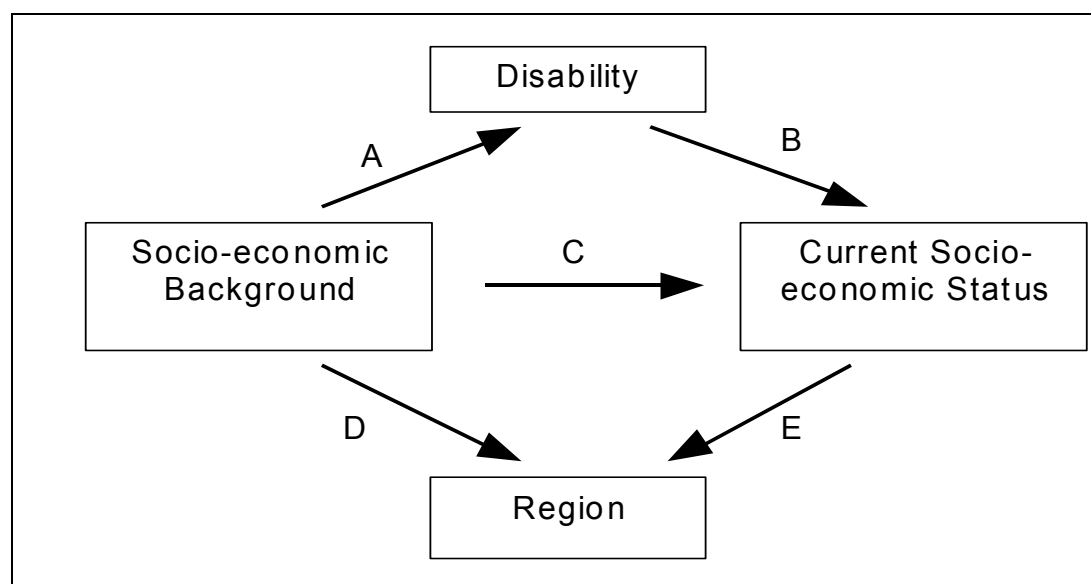 Disability
A
B
Socio-economic
Background
C
Current Socio-
economic Status
D
E
Region